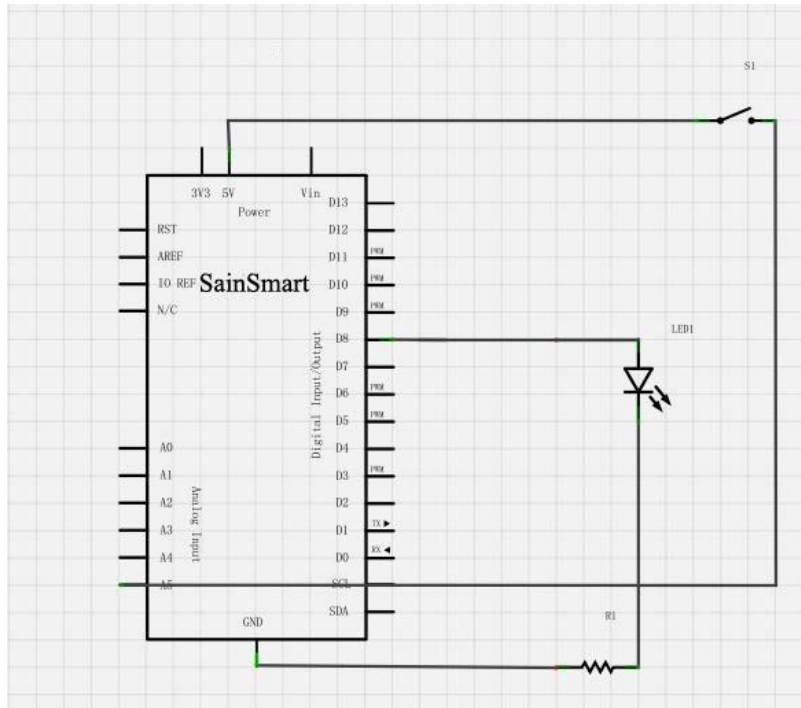 S1
3V3 5V Vin
Power
D13
RST
D12
AREF
D11 PWM
IO REF
SainSmart
D10 PWM
N/C
D9 PWM
D8
LED1
D7
D6 PWM
D5 PWM
Digital Input/Output
A0
D4
A1
D3 PWM
A2
D2
A3
D1 TX
A4
D0 RX
Analog Input
A5
SCL
SDA
GND
R1